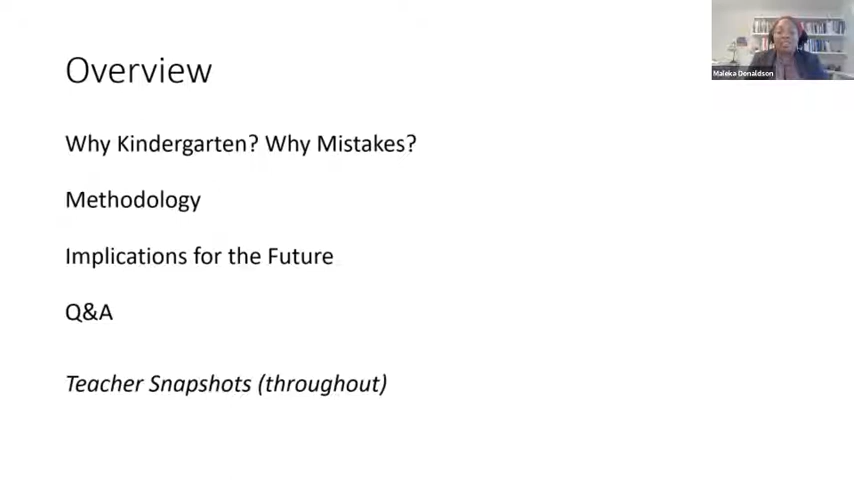 Maleka Donaldson
Overview
Why Kindergarten? Why Mistakes?
Methodology
Implications for the Future
Q&A
Teacher Snapshots (throughout)